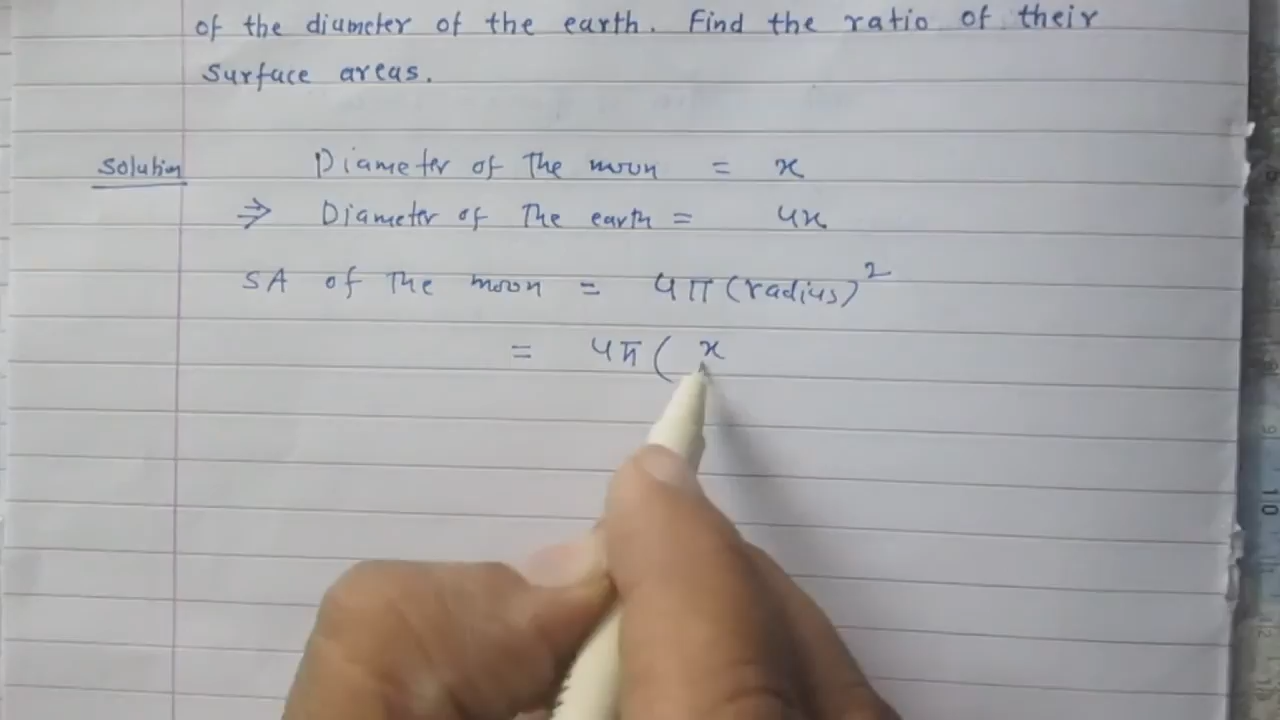 of the diameter of the earth. Find the ratio of their
Surface areas.
Solution Diameter of The moon = x
⇒ Diameter of The earth = 4x
SA of The moon = 4π (radius)²
= 4π ( x